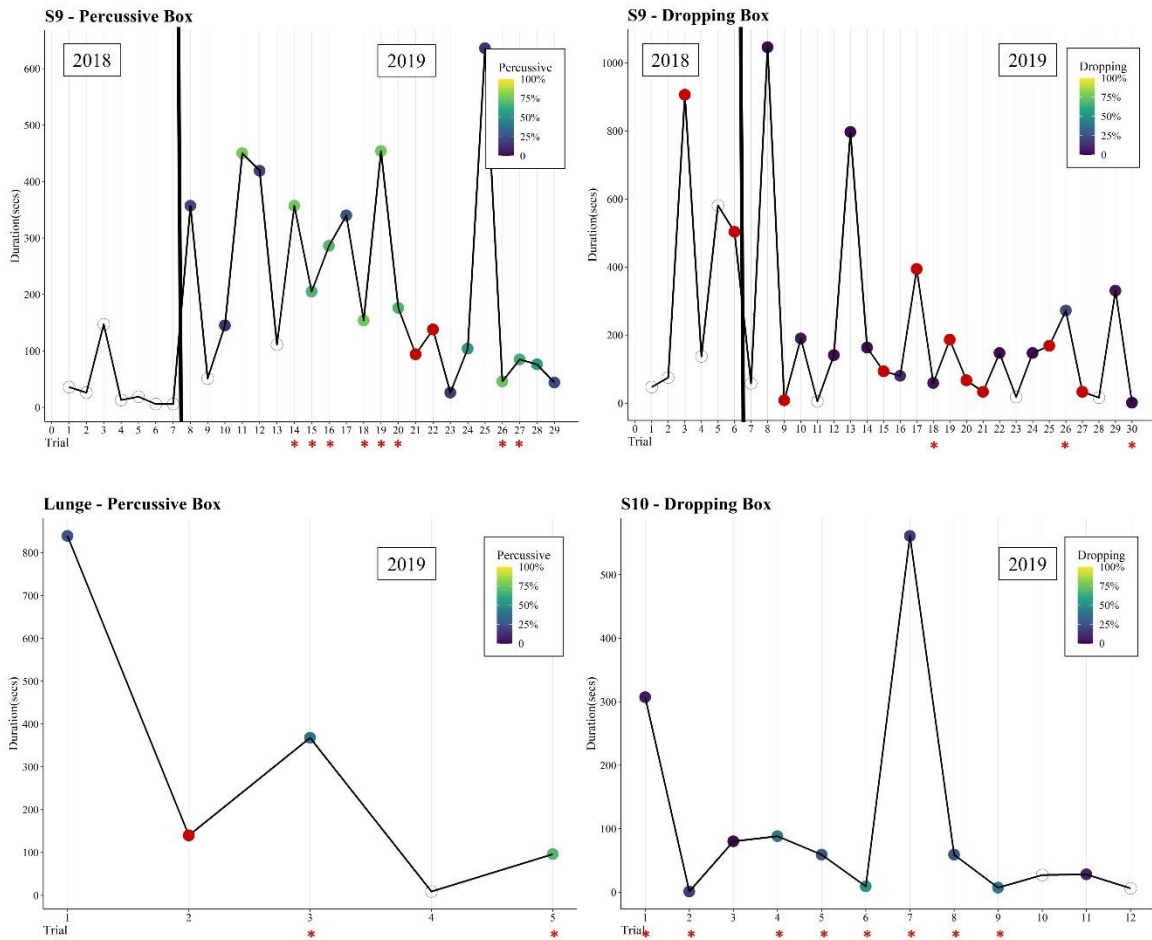 S9 - Percussive Box
2018
2019
Percussive
100%
75%
50%
25%
0
Duration(secs)
600
500
400
300
200
100
0
0 1 2 3 4 5 6 7 8 9 10 11 12 13 14 15 16 17 18 19 20 21 22 23 24 25 26 27 28 29
Trial
* * * * * * * *
S9 - Dropping Box
2018
2019
Dropping
100%
75%
50%
25%
0
Duration(secs)
1000
800
600
400
200
0
0 1 2 3 4 5 6 7 8 9 10 11 12 13 14 15 16 17 18 19 20 21 22 23 24 25 26 27 28 29 30
Trial
* * *
Lunge - Percussive Box
2019
Percussive
100%
75%
50%
25%
0
Duration(secs)
800
700
600
500
400
300
200
100
0
1 2 3 4 5
Trial
* *
S10 - Dropping Box
2019
Dropping
100%
75%
50%
25%
0
Duration(secs)
500
400
300
200
100
0
1 2 3 4 5 6 7 8 9 10 11 12
Trial
* * * * * * * *